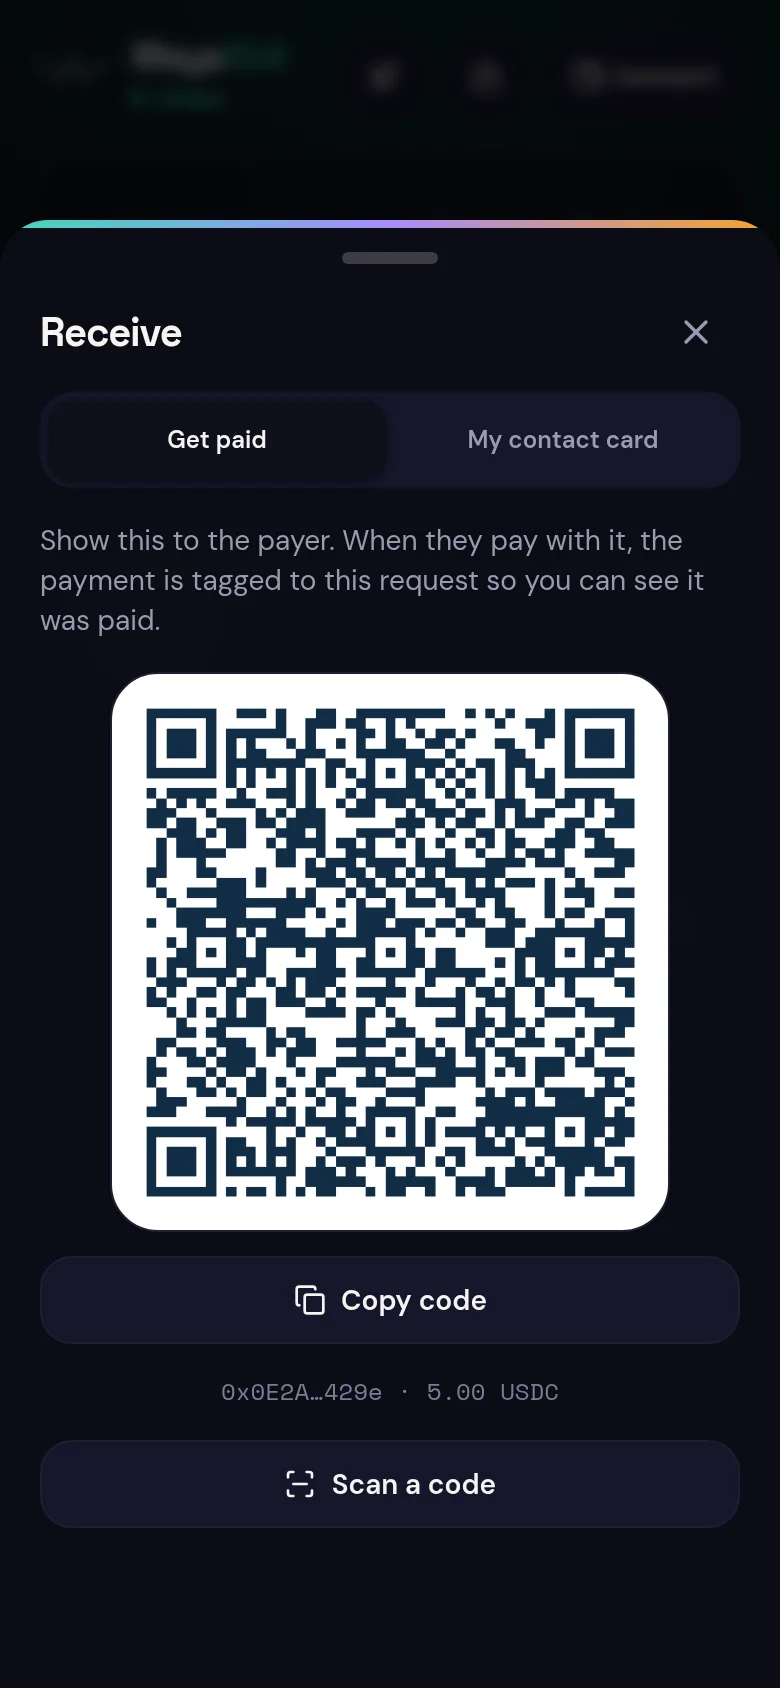 Receive
Get paid
My contact card
Show this to the payer. When they pay with it, the
payment is tagged to this request so you can see it
was paid.
Copy code
0x0E2A…429e · 5.00 USDC
Scan a code